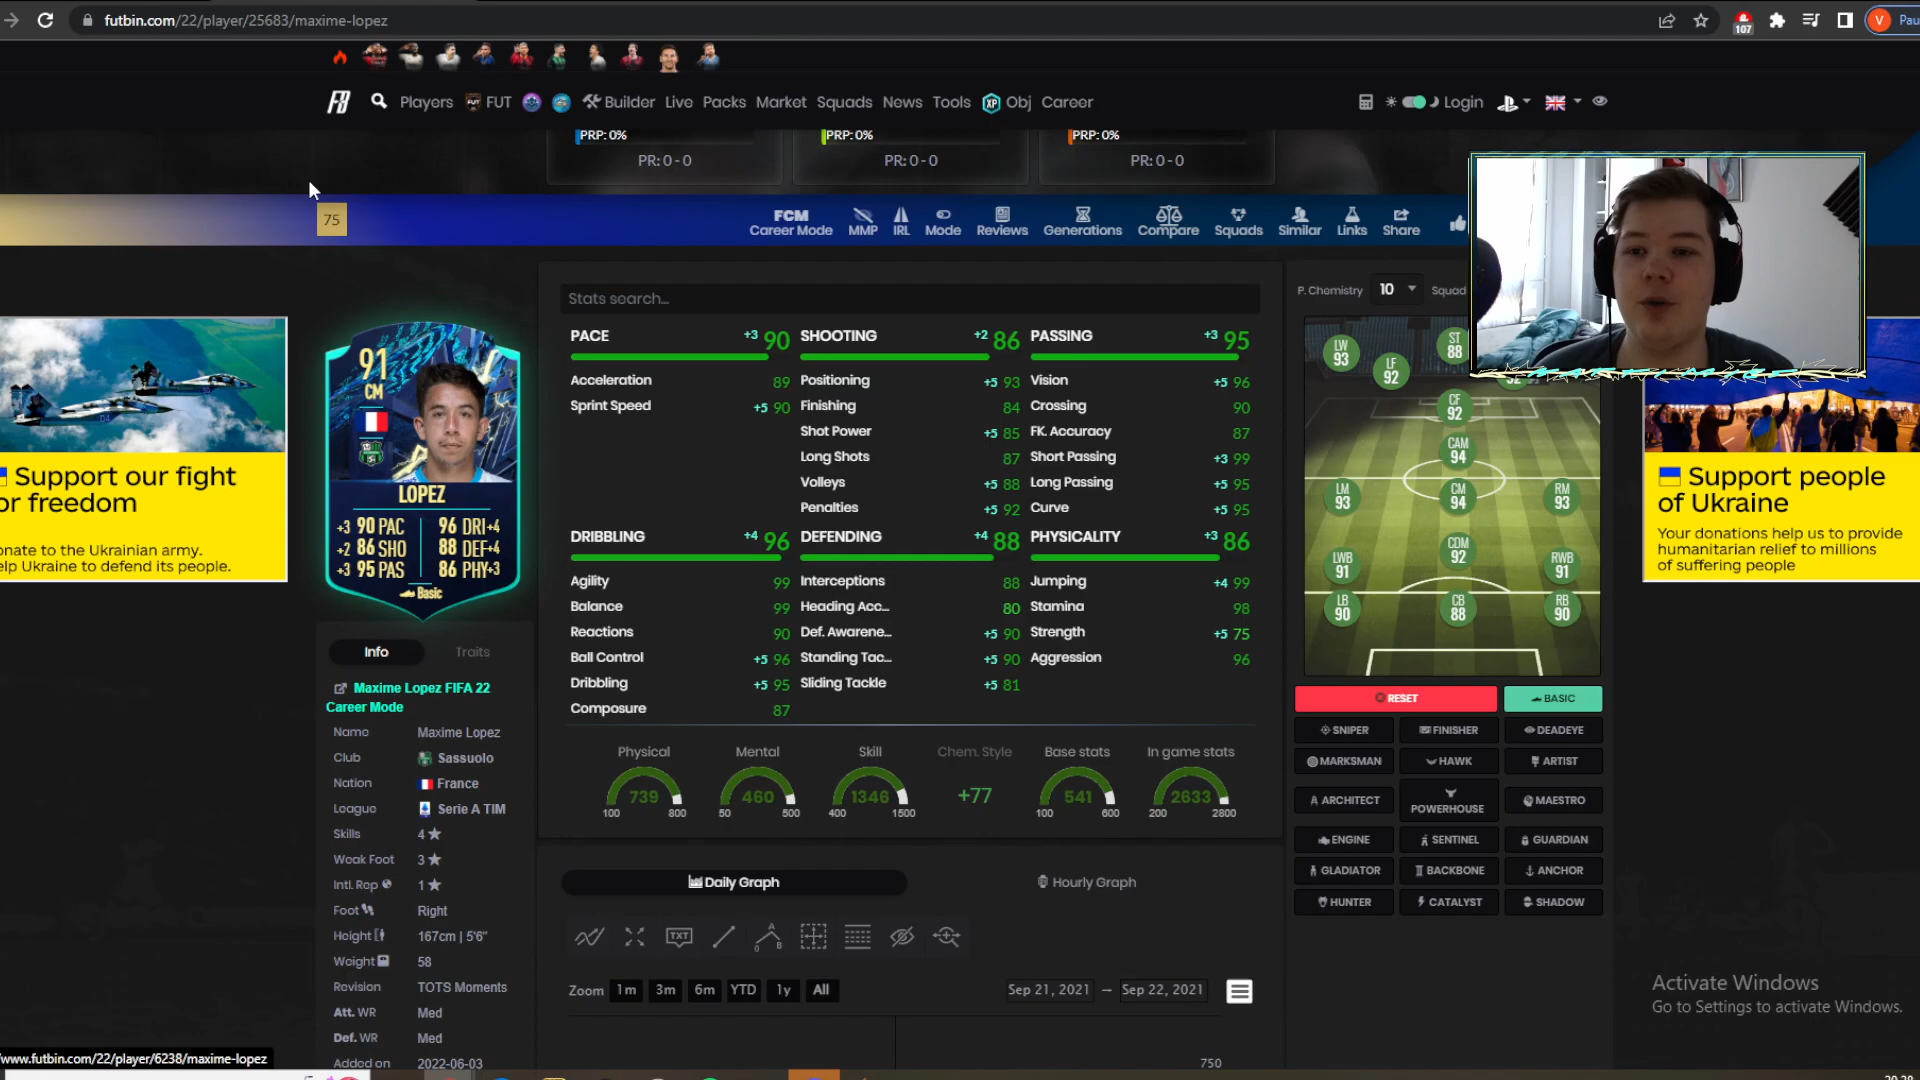 futbin.com/22/player/25683/maxime-lopez
107
V
Pau
FB Players FUT Builder Live Packs Market Squads News Tools XP Obj Career Login
PRP: 0% PRP: 0% PRP: 0%
PR: 0 - 0 PR: 0 - 0 PR: 0 - 0
75
FCM
Career Mode MMP IRL Mode Reviews Generations Compare Squads Similar Links Share
Support our fight
or freedom
onate to the Ukrainian army.
elp Ukraine to defend its people.
91
CM
LOPEZ
+3 90 PAC 96 DRI+4
+2 86 SHO 88 DEF+4
+3 95 PAS 86 PHY+3
Basic
Info Traits
Maxime Lopez FIFA 22
Career Mode
Name Maxime Lopez
Club Sassuolo
Nation France
League Serie A TIM
Skills 4
Weak Foot 3
Intl. Rep 1
Foot Right
Height 167cm | 5'6"
Weight 58
Revision TOTS Moments
Att. WR Med
Def. WR Med
Added on 2022-06-03
Stats search...
PACE +3 90
Acceleration 89
Sprint Speed +5 90
SHOOTING +2 86
Positioning +5 93
Finishing 84
Shot Power +5 85
Long Shots 87
Volleys +5 88
Penalties +5 92
PASSING +3 95
Vision +5 96
Crossing 90
FK. Accuracy 87
Short Passing +3 99
Long Passing +5 95
Curve +5 95
DRIBBLING +4 96
Agility 99
Balance 99
Reactions 90
Ball Control +5 96
Dribbling +5 95
Composure 87
DEFENDING +4 88
Interceptions 88
Heading Acc... 80
Def. Awarene... +5 90
Standing Tac... +5 90
Sliding Tackle +5 81
PHYSICALITY +3 86
Jumping +4 99
Stamina 98
Strength +5 75
Aggression 96
Physical Mental Skill Chem. Style Base stats In game stats
739 460 1346 +77 541 2633
100 800 50 500 400 1500 100 600 200 2800
Daily Graph Hourly Graph
TXT
A
0 B
Zoom 1m 3m 6m YTD 1y All Sep 21, 2021 → Sep 22, 2021
750
P. Chemistry 10 Squad
LW
93
LF
92
ST
88
CF
92
CAM
94
LM
93
CM
94
RM
93
CDM
92
LWB
91
RWB
91
LB
90
CB
88
RB
90
RESET BASIC
SNIPER FINISHER DEADEYE
MARKSMAN HAWK ARTIST
ARCHITECT POWERHOUSE MAESTRO
ENGINE SENTINEL GUARDIAN
GLADIATOR BACKBONE ANCHOR
HUNTER CATALYST SHADOW
Support people
of Ukraine
Your donations help us to provide
humanitarian relief to millions
of suffering people
Activate Windows
Go to Settings to activate Windows.
www.futbin.com/22/player/6238/maxime-lopez